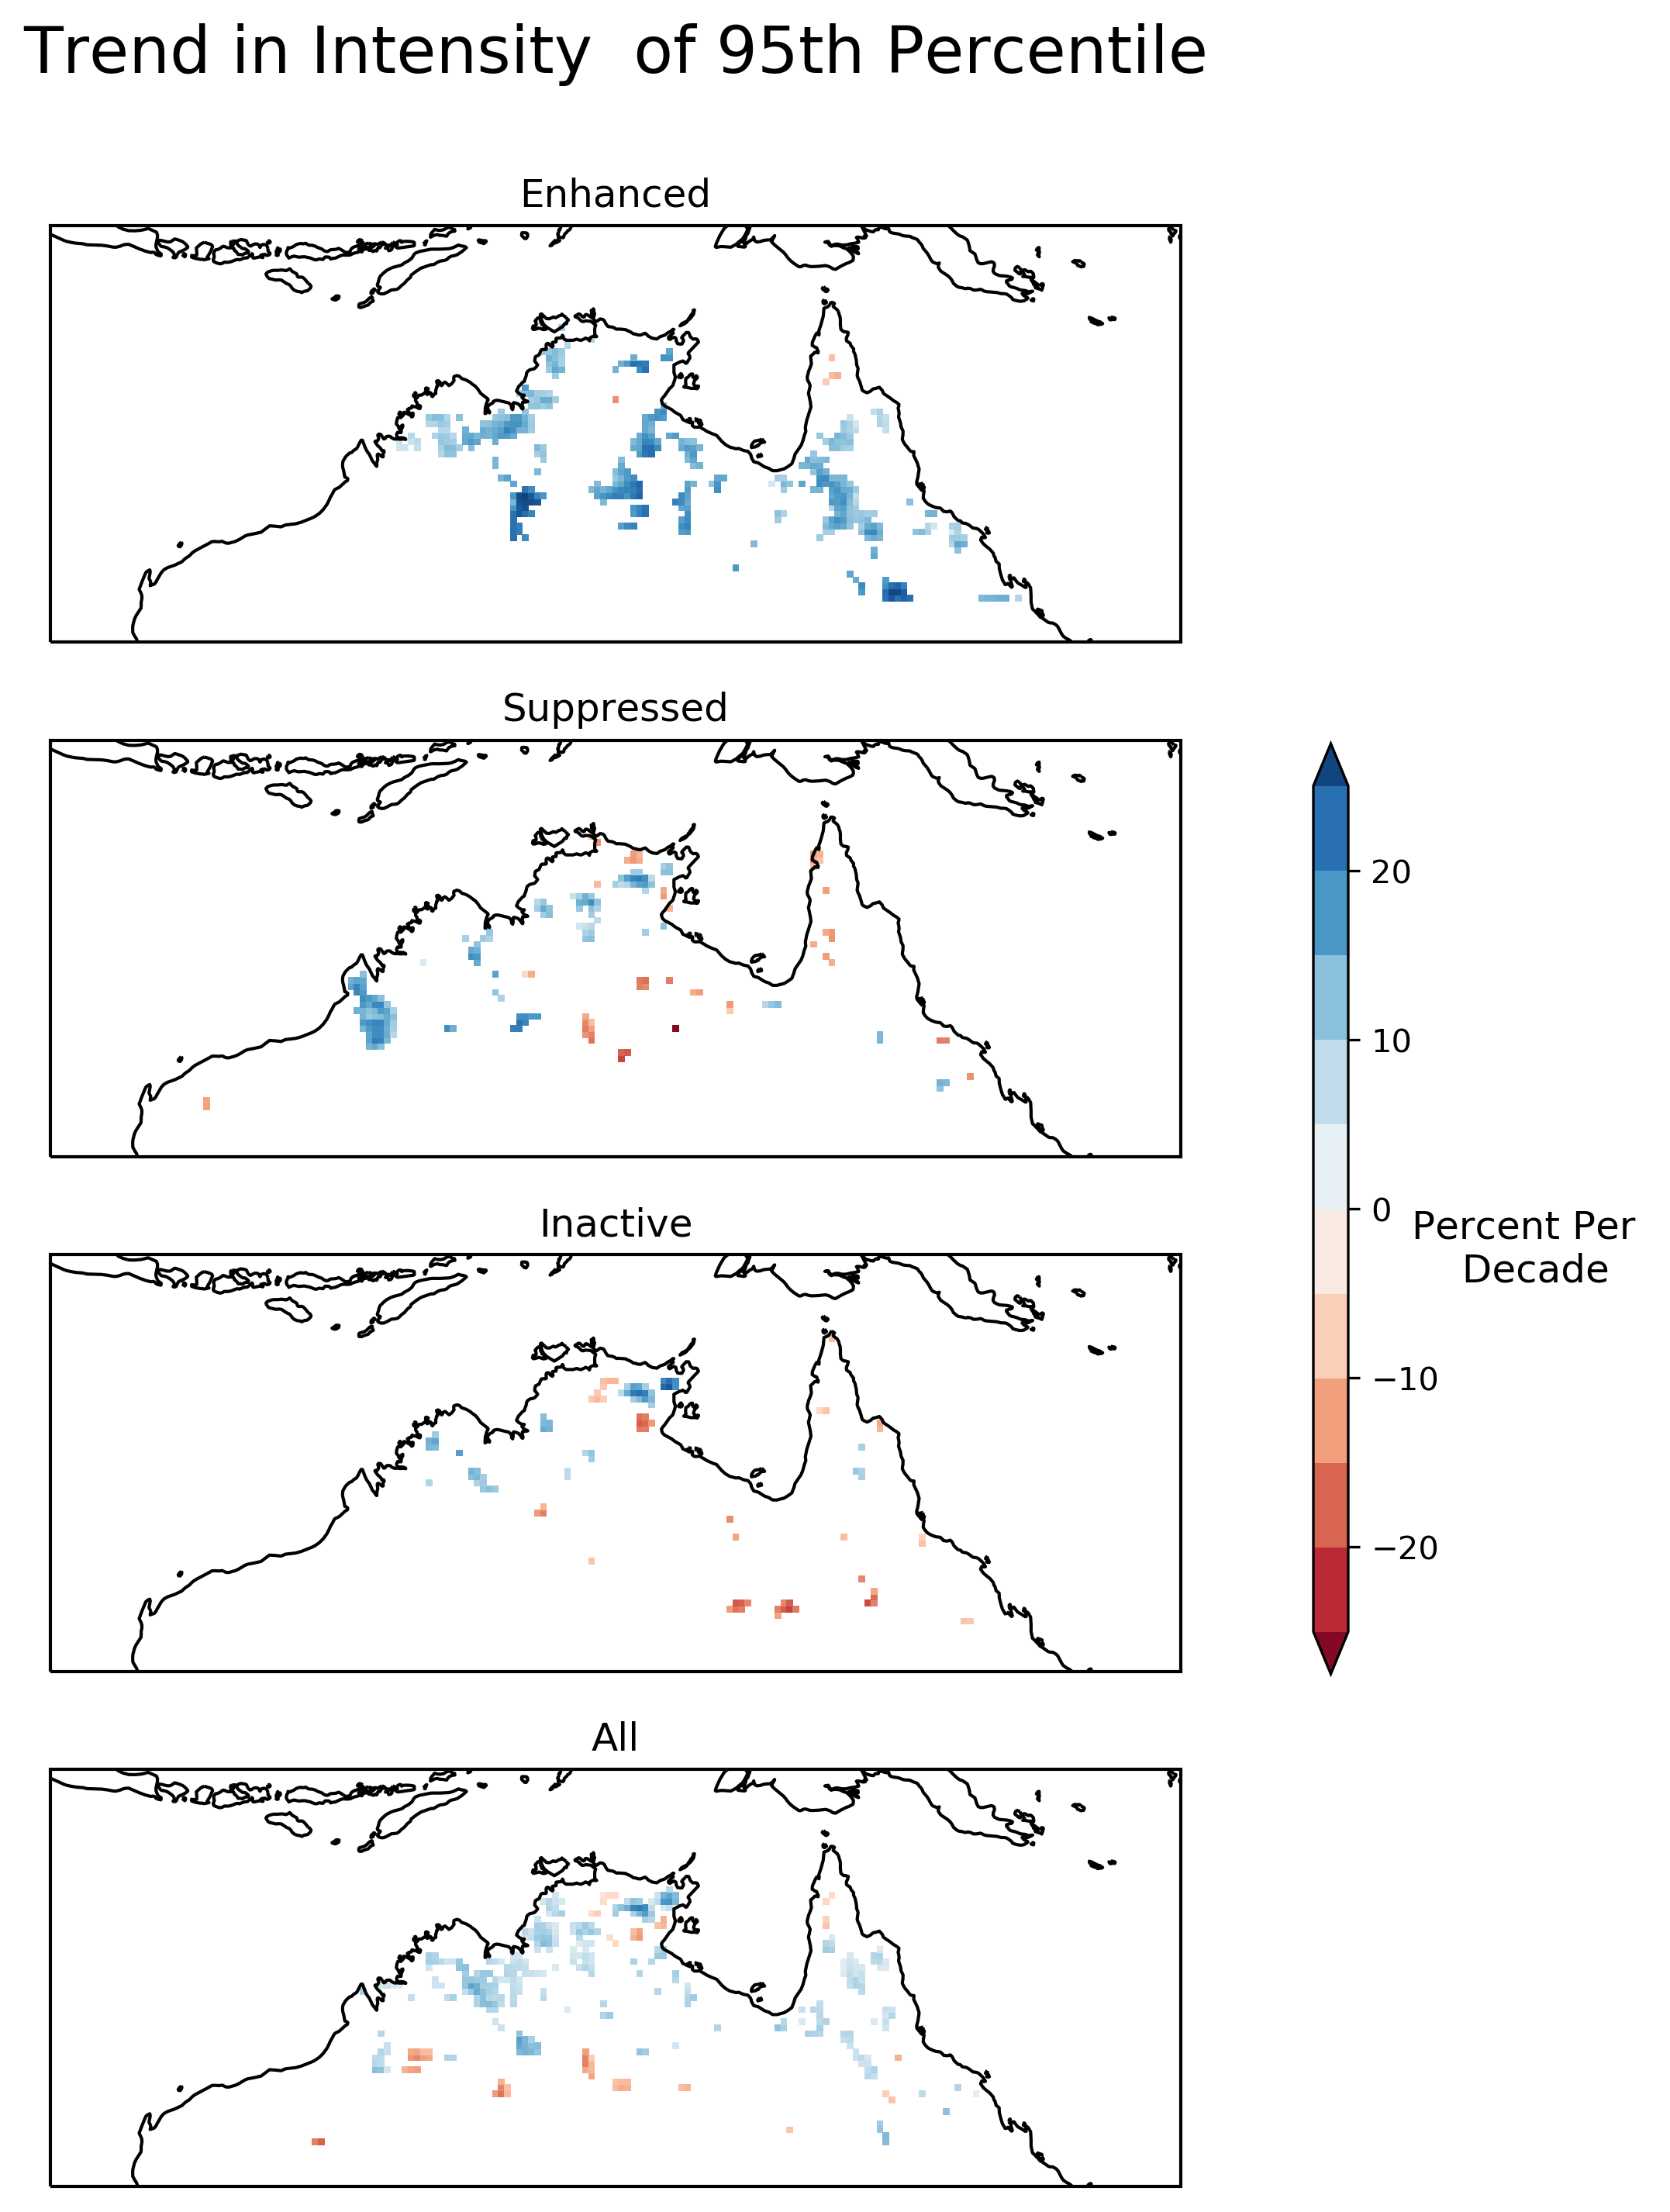 Trend in Intensity  of 95th Percentile
Enhanced
Suppressed
Inactive
All
20
10
0
−10
−20
Percent Per
Decade